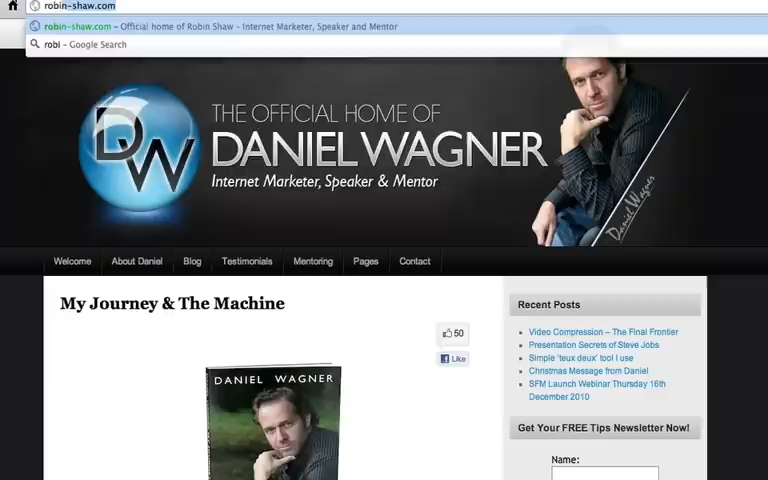 robin-shaw.com
robin-shaw.com – Official home of Robin Shaw – Internet Marketer, Speaker and Mentor
robi – Google Search
DW
THE OFFICIAL HOME OF
DANIEL WAGNER
Internet Marketer, Speaker & Mentor
Daniel Wagner
Welcome
About Daniel
Blog
Testimonials
Mentoring
Pages
Contact
My Journey & The Machine
50
Like
DANIEL WAGNER
Recent Posts
Video Compression – The Final Frontier
Presentation Secrets of Steve Jobs
Simple 'teux deux' tool I use
Christmas Message from Daniel
SFM Launch Webinar Thursday 16th
December 2010
Get Your FREE Tips Newsletter Now!
Name: